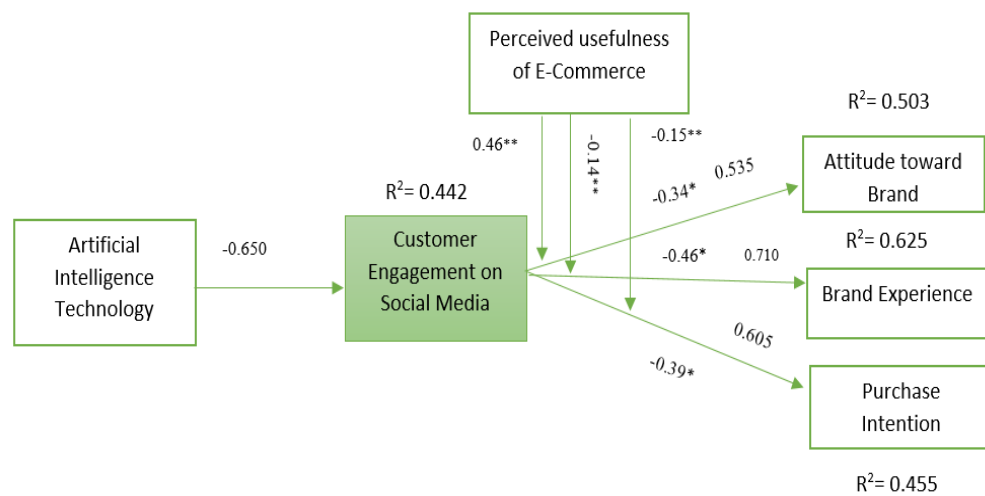 Perceived usefulness
of E-Commerce
R²= 0.503
0.46**
-0.14**
-0.15**
Attitude toward
Brand
0.535
-0.34*
R²= 0.442
Artificial
Intelligence
Technology
-0.650
Customer
Engagement on
Social Media
R²= 0.625
-0.46*
0.710
Brand Experience
0.605
-0.39*
Purchase
Intention
R²= 0.455